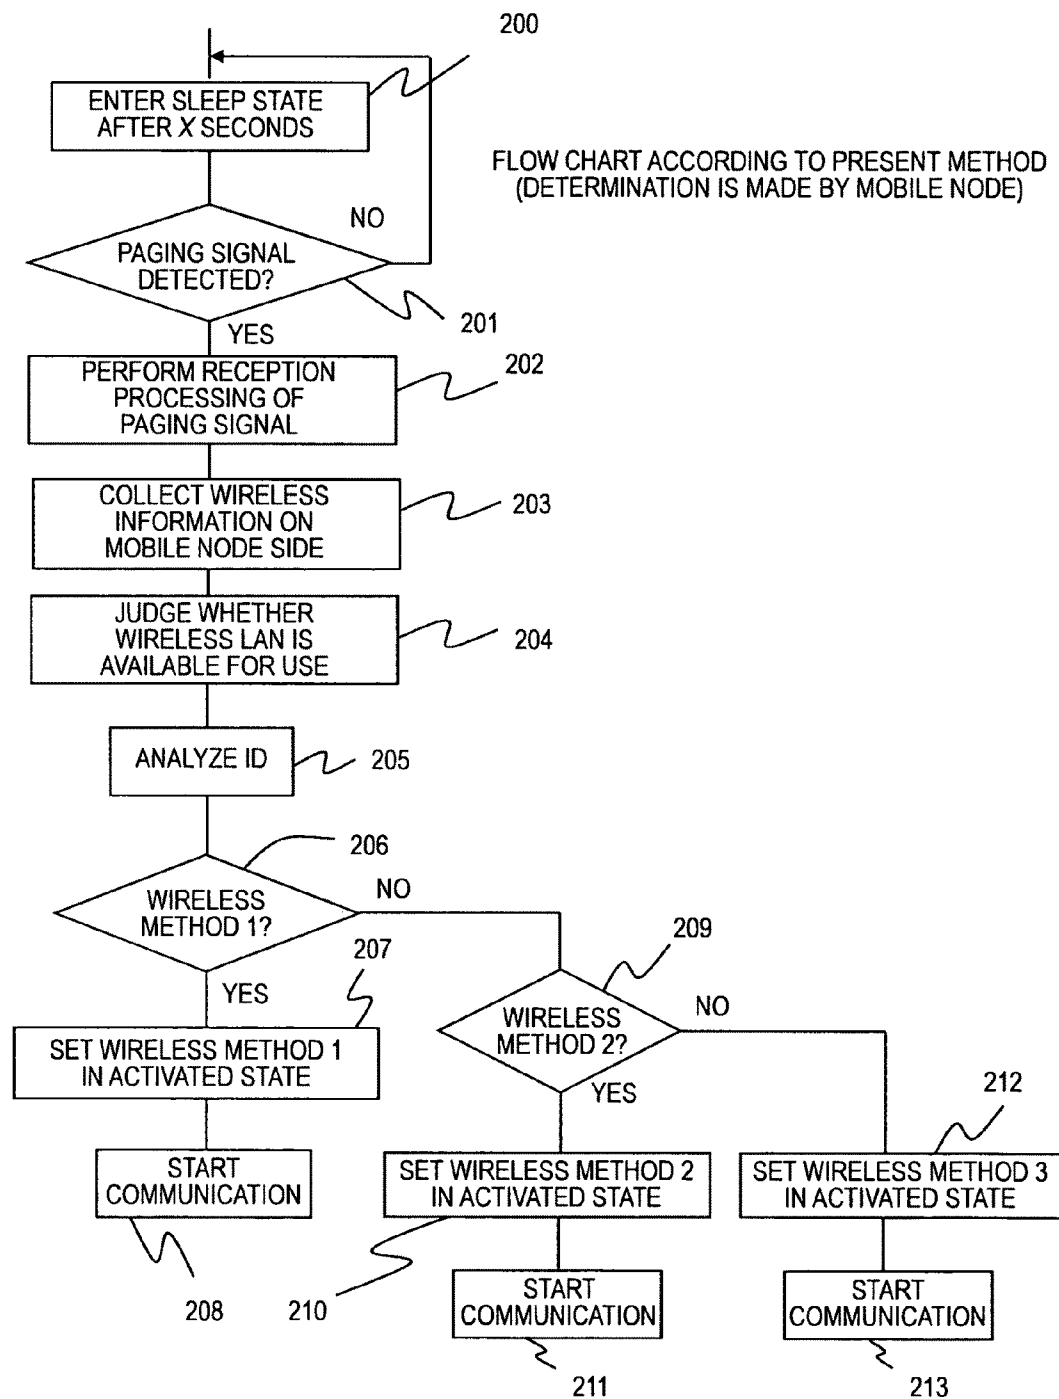 200
ENTER SLEEP STATE
AFTER X SECONDS
FLOW CHART ACCORDING TO PRESENT METHOD
(DETERMINATION IS MADE BY MOBILE NODE)
NO
PAGING SIGNAL
DETECTED?
201
YES
PERFORM RECEPTION
PROCESSING OF
PAGING SIGNAL
202
COLLECT WIRELESS
INFORMATION ON
MOBILE NODE SIDE
203
JUDGE WHETHER
WIRELESS LAN IS
AVAILABLE FOR USE
204
ANALYZE ID
205
206
WIRELESS
METHOD 1?
NO
207
YES
SET WIRELESS METHOD 1
IN ACTIVATED STATE
START
COMMUNICATION
208
209
WIRELESS
METHOD 2?
NO
YES
SET WIRELESS METHOD 2
IN ACTIVATED STATE
210
START
COMMUNICATION
211
212
SET WIRELESS METHOD 3
IN ACTIVATED STATE
START
COMMUNICATION
213